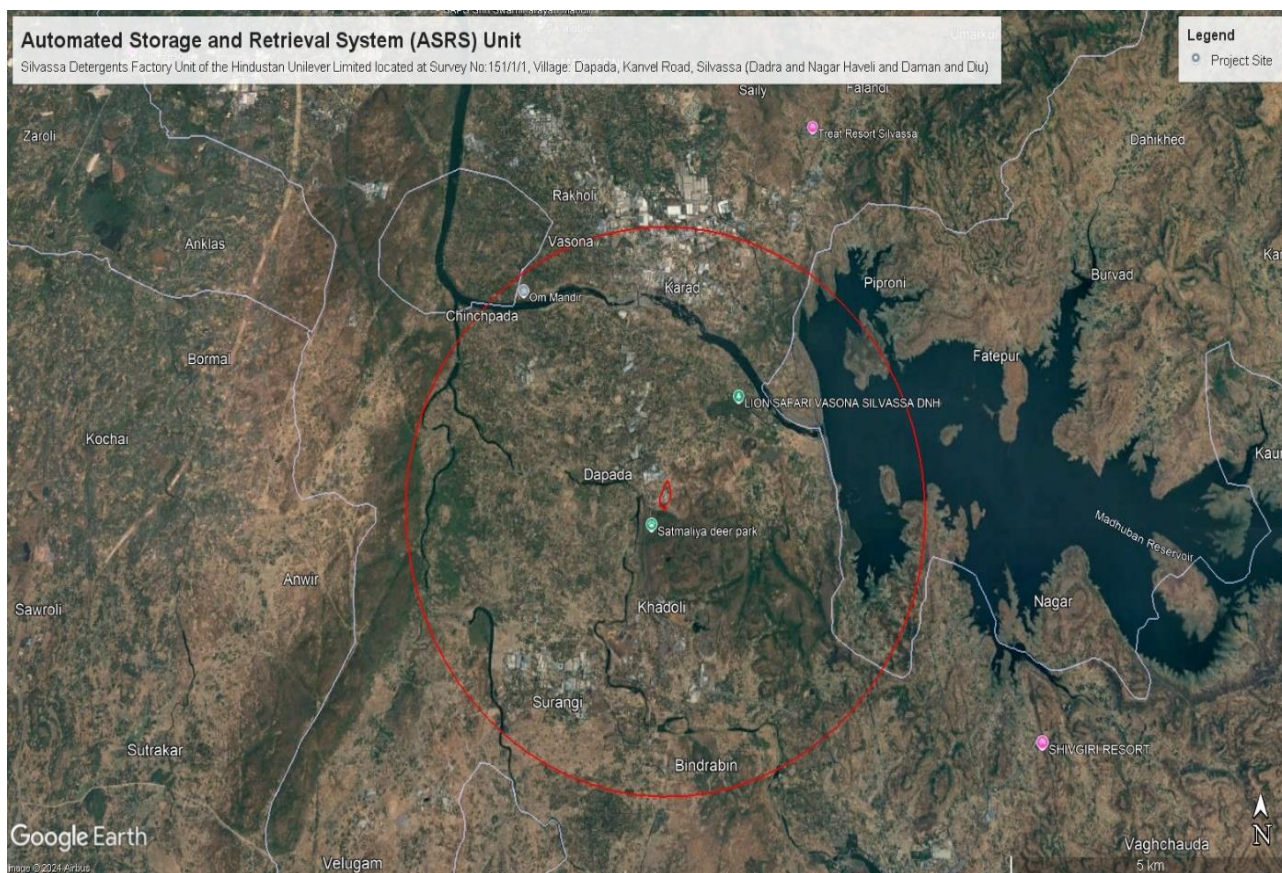 Automated Storage and Retrieval System (ASRS) Unit
Silvassa Detergents Factory Unit of the Hindustan Unilever Limited located at Survey No:151/1/1, Village: Dapada, Kanvel Road, Silvassa (Dadra and Nagar Haveli and Daman and Diu)
Legend
Project Site
Umarkui
Saily
Falandi
Zaroli
Treat Resort Silvassa
Dahikhed
Rakholi
Anklas
Vasona
Burvad
Karad
Piproni
Om Mandir
Chinchpada
Bormal
Fatepur
LION SAFARI VASONA SILVASSA DNH
Kochai
Dapada
Madhuban Reservoir
Satmaliya deer park
Anwir
Sawroli
Khadoli
Nagar
Surangi
Sutrakar
SHIVGIRI RESORT
Bindrabin
Google Earth
N
Vaghchauda
Velugam
5 km
Image © 2024 Airbus